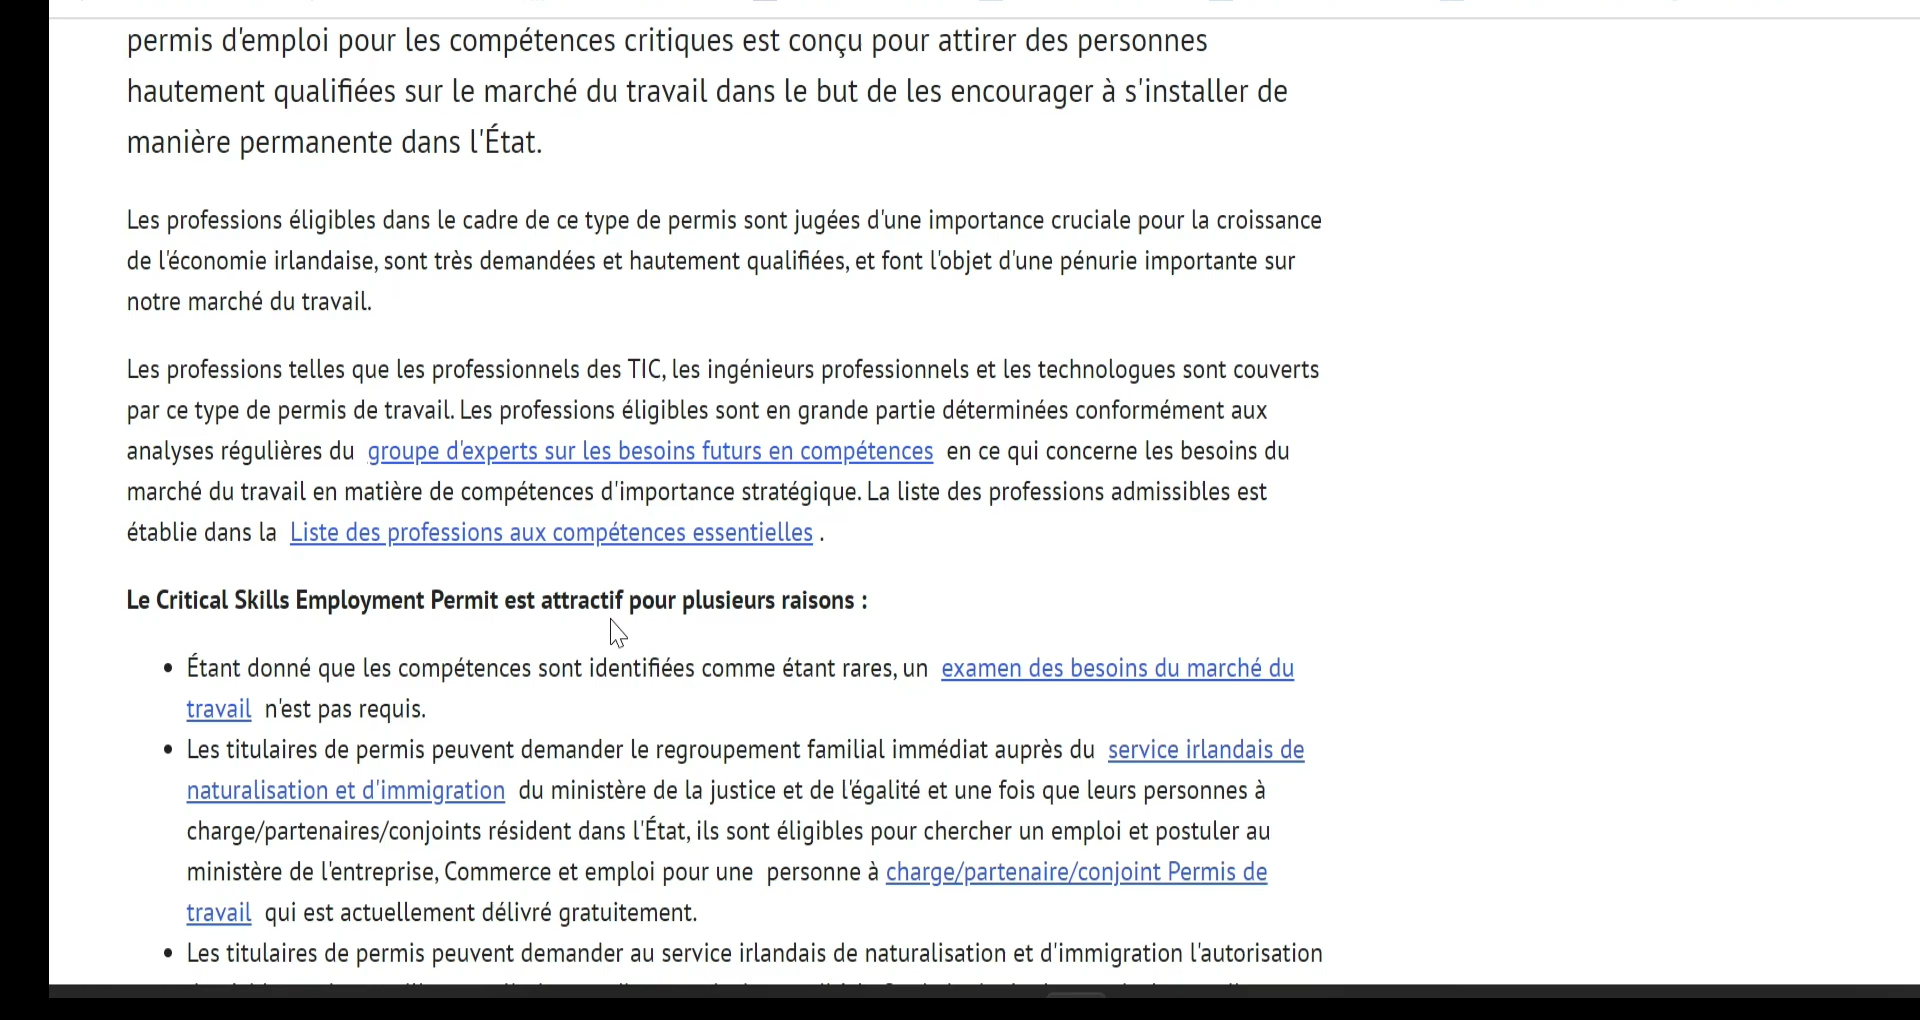 permis d'emploi pour les compétences critiques est conçu pour attirer des personnes
hautement qualifiées sur le marché du travail dans le but de les encourager à s'installer de
manière permanente dans l'État.
Les professions éligibles dans le cadre de ce type de permis sont jugées d'une importance cruciale pour la croissance
de l'économie irlandaise, sont très demandées et hautement qualifiées, et font l'objet d'une pénurie importante sur
notre marché du travail.
Les professions telles que les professionnels des TIC, les ingénieurs professionnels et les technologues sont couverts
par ce type de permis de travail. Les professions éligibles sont en grande partie déterminées conformément aux
analyses régulières du groupe d'experts sur les besoins futurs en compétences en ce qui concerne les besoins du
marché du travail en matière de compétences d'importance stratégique. La liste des professions admissibles est
établie dans la Liste des professions aux compétences essentielles .
Le Critical Skills Employment Permit est attractif pour plusieurs raisons :
• Étant donné que les compétences sont identifiées comme étant rares, un examen des besoins du marché du
travail n'est pas requis.
• Les titulaires de permis peuvent demander le regroupement familial immédiat auprès du service irlandais de
naturalisation et d'immigration du ministère de la justice et de l'égalité et une fois que leurs personnes à
charge/partenaires/conjoints résident dans l'État, ils sont éligibles pour chercher un emploi et postuler au
ministère de l'entreprise, Commerce et emploi pour une personne à charge/partenaire/conjoint Permis de
travail qui est actuellement délivré gratuitement.
• Les titulaires de permis peuvent demander au service irlandais de naturalisation et d'immigration l'autorisation